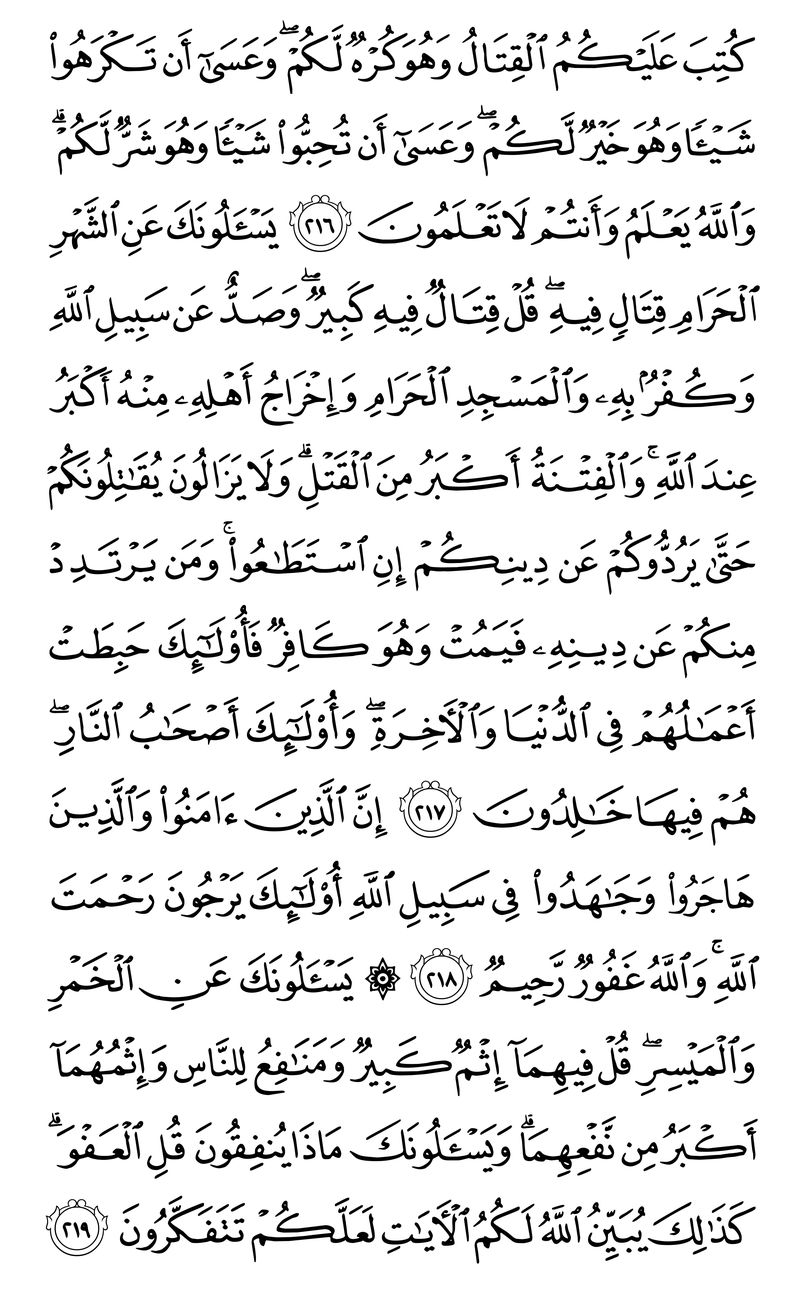 كُتِبَ عَلَيۡكُمُ ٱلۡقِتَالُ وَهُوَ كُرۡهٞ لَّكُمۡۖ وَعَسَىٰٓ أَن تَكۡرَهُواْ
شَيۡـٔٗا وَهُوَ خَيۡرٞ لَّكُمۡۖ وَعَسَىٰٓ أَن تُحِبُّواْ شَيۡـٔٗا وَهُوَ شَرّٞ لَّكُمۡۚ
وَٱللَّهُ يَعۡلَمُ وَأَنتُمۡ لَا تَعۡلَمُونَ ٢١٦ يَسۡـَٔلُونَكَ عَنِ ٱلشَّهۡرِ
ٱلۡحَرَامِ قِتَالٖ فِيهِۖ قُلۡ قِتَالٞ فِيهِ كَبِيرٞۖ وَصَدٌّ عَن سَبِيلِ ٱللَّهِ
وَكُفۡرُۢ بِهِۦ وَٱلۡمَسۡجِدِ ٱلۡحَرَامِ وَإِخۡرَاجُ أَهۡلِهِۦ مِنۡهُ أَكۡبَرُ
عِندَ ٱللَّهِۚ وَٱلۡفِتۡنَةُ أَكۡبَرُ مِنَ ٱلۡقَتۡلِۗ وَلَا يَزَالُونَ يُقَٰتِلُونَكُمۡ
حَتَّىٰ يَرُدُّوكُمۡ عَن دِينِكُمۡ إِنِ ٱسۡتَطَٰعُواْۚ وَمَن يَرۡتَدِدۡ
مِنكُمۡ عَن دِينِهِۦ فَيَمُتۡ وَهُوَ كَافِرٞ فَأُوْلَٰٓئِكَ حَبِطَتۡ
أَعۡمَٰلُهُمۡ فِي ٱلدُّنۡيَا وَٱلۡأٓخِرَةِۖ وَأُوْلَٰٓئِكَ أَصۡحَٰبُ ٱلنَّارِۖ
هُمۡ فِيهَا خَٰلِدُونَ ٢١٧ إِنَّ ٱلَّذِينَ ءَامَنُواْ وَٱلَّذِينَ
هَاجَرُواْ وَجَٰهَدُواْ فِي سَبِيلِ ٱللَّهِ أُوْلَٰٓئِكَ يَرۡجُونَ رَحۡمَتَ
ٱللَّهِۚ وَٱللَّهُ غَفُورٞ رَّحِيمٞ ٢١٨ ۞ يَسۡـَٔلُونَكَ عَنِ ٱلۡخَمۡرِ
وَٱلۡمَيۡسِرِۖ قُلۡ فِيهِمَآ إِثۡمٞ كَبِيرٞ وَمَنَٰفِعُ لِلنَّاسِ وَإِثۡمُهُمَآ
أَكۡبَرُ مِن نَّفۡعِهِمَاۗ وَيَسۡـَٔلُونَكَ مَاذَا يُنفِقُونَ قُلِ ٱلۡعَفۡوَۗ
كَذَٰلِكَ يُبَيِّنُ ٱللَّهُ لَكُمُ ٱلۡأٓيَٰتِ لَعَلَّكُمۡ تَتَفَكَّرُونَ ٢١٩